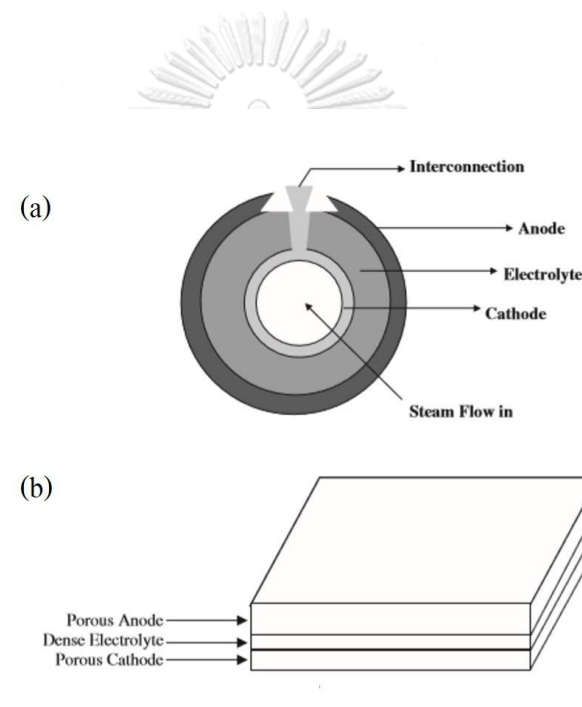 (a)
Interconnection
Anode
Electrolyte
Cathode
Steam Flow in
(b)
Porous Anode
Dense Electrolyte
Porous Cathode